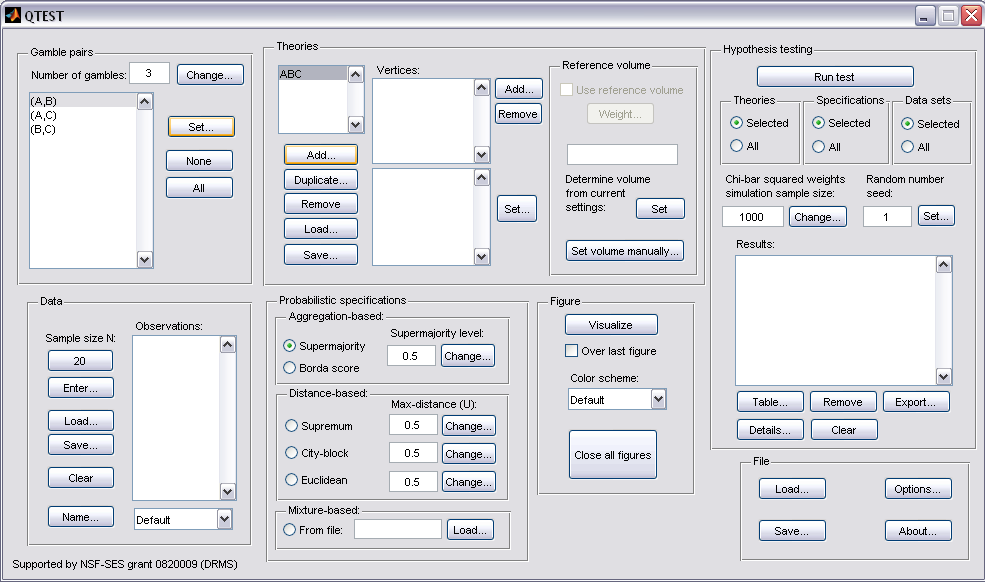 QTEST
Gamble pairs
Number of gambles: 3 Change...
(A,B)
(A,C)
(B,C)
Set...
None
All
Theories
ABC
Add...
Duplicate...
Remove
Load...
Save...
Vertices:
Add...
Remove
Set...
Reference volume
Use reference volume
Weight...
Determine volume
from current
settings:
Set
Set volume manually...
Hypothesis testing
Run test
Theories
Selected
All
Specifications
Selected
All
Data sets
Selected
All
Chi-bar squared weights
simulation sample size:
1000 Change...
Random number
seed:
1 Set...
Results:
Table... Remove Export...
Details... Clear
Data
Sample size N:
20
Enter...
Load...
Save...
Clear
Name...
Observations:
Default
Probabilistic specifications
Aggregation-based:
Supermajority
Borda score
Supermajority level:
0.5 Change...
Distance-based:
Max-distance (U):
Supremum 0.5 Change...
City-block 0.5 Change...
Euclidean 0.5 Change...
Mixture-based:
From file: Load...
Figure
Visualize
Over last figure
Color scheme:
Default
Close all figures
File
Load... Options...
Save... About...
Supported by NSF-SES grant 0820009 (DRMS)